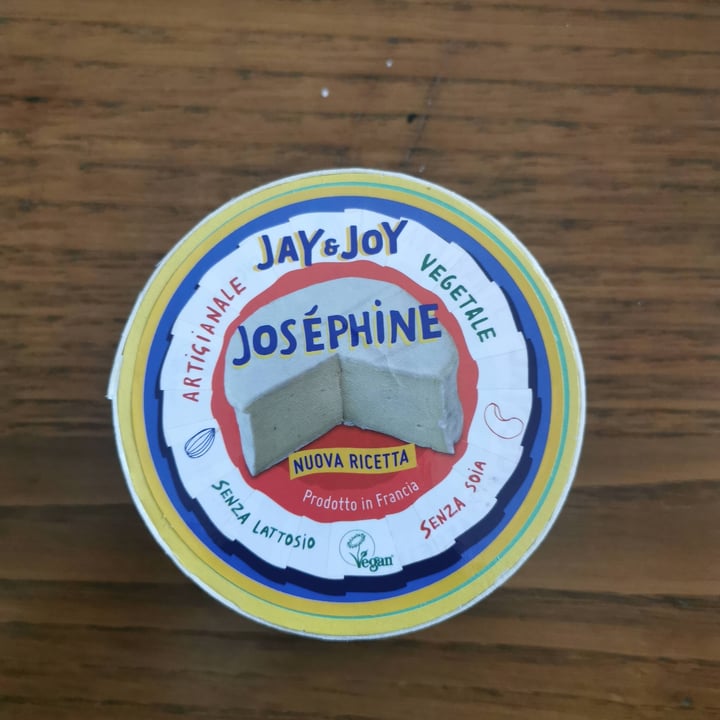 JAY & JOY
ARTIGIANALE
VEGETALE
JOSÉPHINE
NUOVA RICETTA
Prodotto in Francia
SENZA LATTOSIO
Vegan
SENZA SOIA